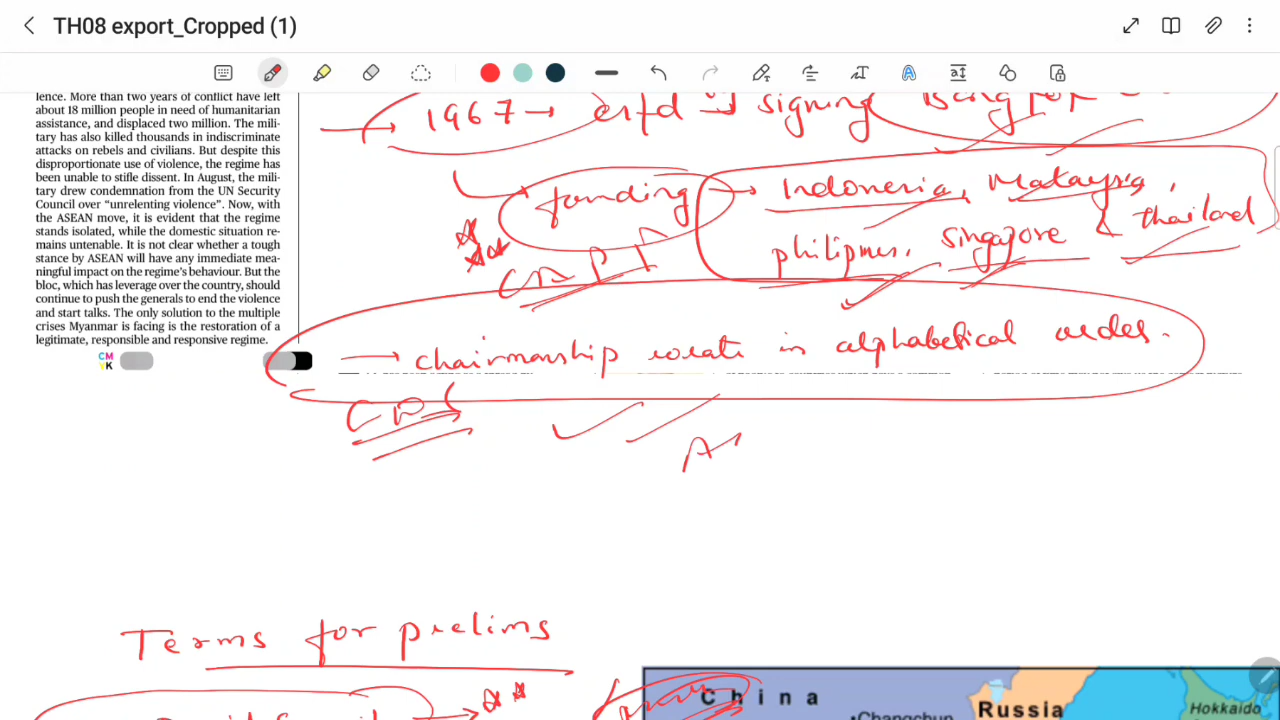 TH08 export_Cropped (1)
lence. More than two years of conflict have left
about 18 million people in need of humanitarian
assistance, and displaced two million. The mili-
tary has also killed thousands in indiscriminate
attacks on rebels and civilians. But despite this
disproportionate use of violence, the regime has
been unable to stifle dissent. In August, the mili-
tary drew condemnation from the UN Security
Council over “unrelenting violence”. Now, with
the ASEAN move, it is evident that the regime
stands isolated, while the domestic situation re-
mains untenable. It is not clear whether a tough
stance by ASEAN will have any immediate mea-
ningful impact on the regime’s behaviour. But the
bloc, which has leverage over the country, should
continue to push the generals to end the violence
and start talks. The only solution to the multiple
crises Myanmar is facing is the restoration of a
legitimate, responsible and responsive regime.
CM
YK
1967 → estd signing
founding → Indonesia, Malaysia,
philipines, Singapore & Thailand
→ chairmanship rotate in alphabetical order.
Terms for prelims
China
Russia
Hokkaido
Changchun